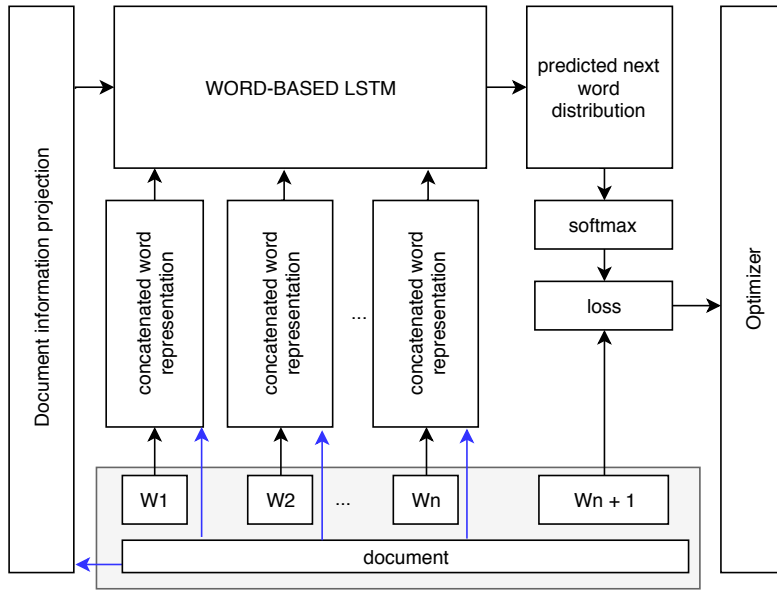 Document information projection
WORD-BASED LSTM
predicted next
word
distribution
softmax
loss
Optimizer
concatenated word
representation
concatenated word
representation
...
concatenated word
representation
W1
W2
...
Wn
Wn + 1
document